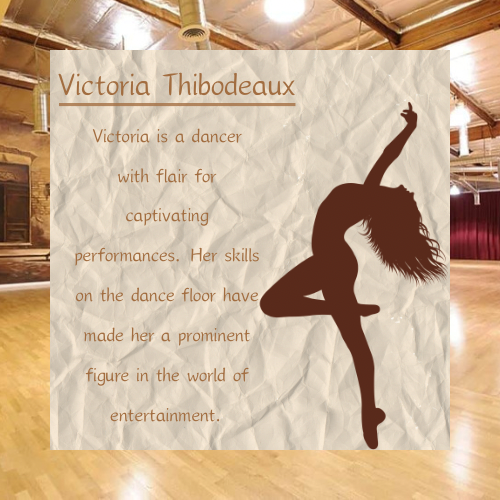 Victoria Thibodeaux
Victoria is a dancer
with flair for
captivating
performances. Her skills
on the dance floor have
made her a prominent
figure in the world of
entertainment.